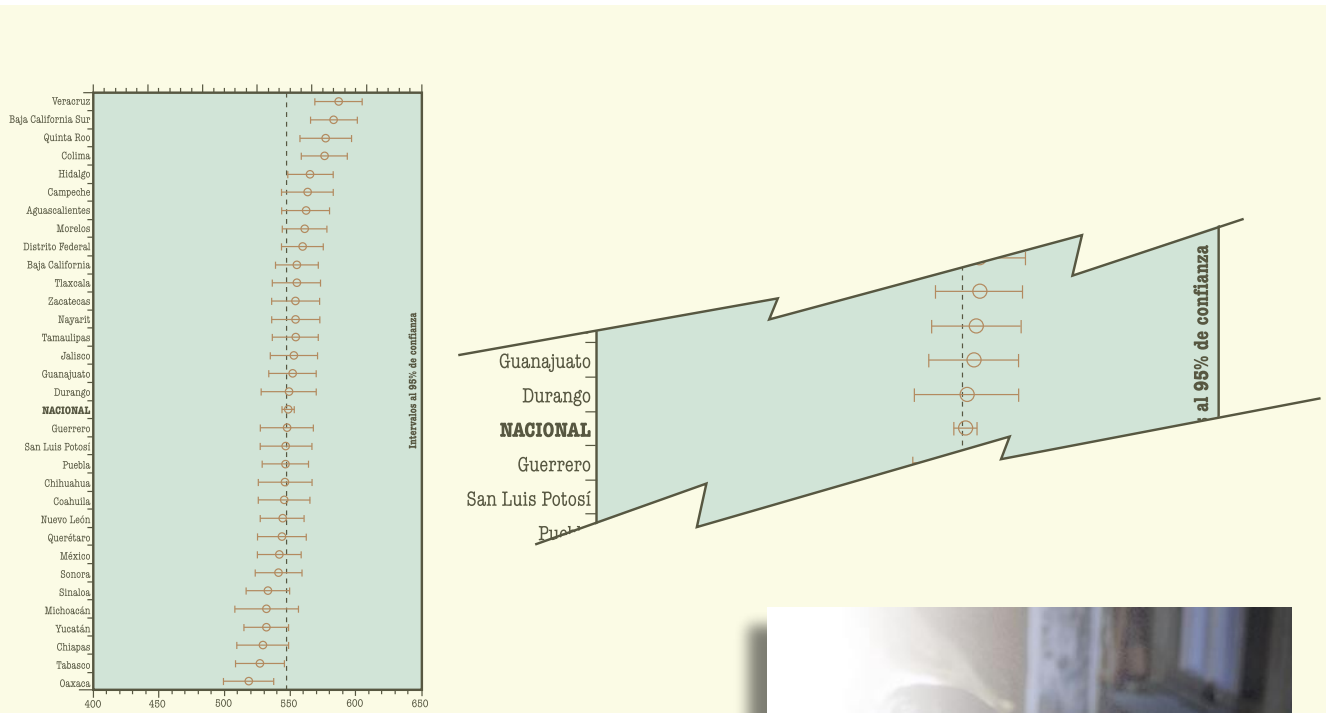 Veracruz
Baja California Sur
Quinta Roo
Colima
Hidalgo
Campeche
Aguascalientes
Morelos
Distrito Federal
Baja California
Tlaxcala
Zacatecas
Nayarit
Tamaulipas
Jalisco
Guanajuato
Durango
NACIONAL
Guerrero
San Luis Potosí
Puebla
Chihuahua
Coahuila
Nuevo León
Querétaro
México
Sonora
Sinaloa
Michoacán
Yucatán
Chiapas
Tabasco
Oaxaca
400 450 500 550 600 650
Intervalos al 95% de confianza
Guanajuato
Durango
NACIONAL
Guerrero
San Luis Potosí
al 95% de confianza